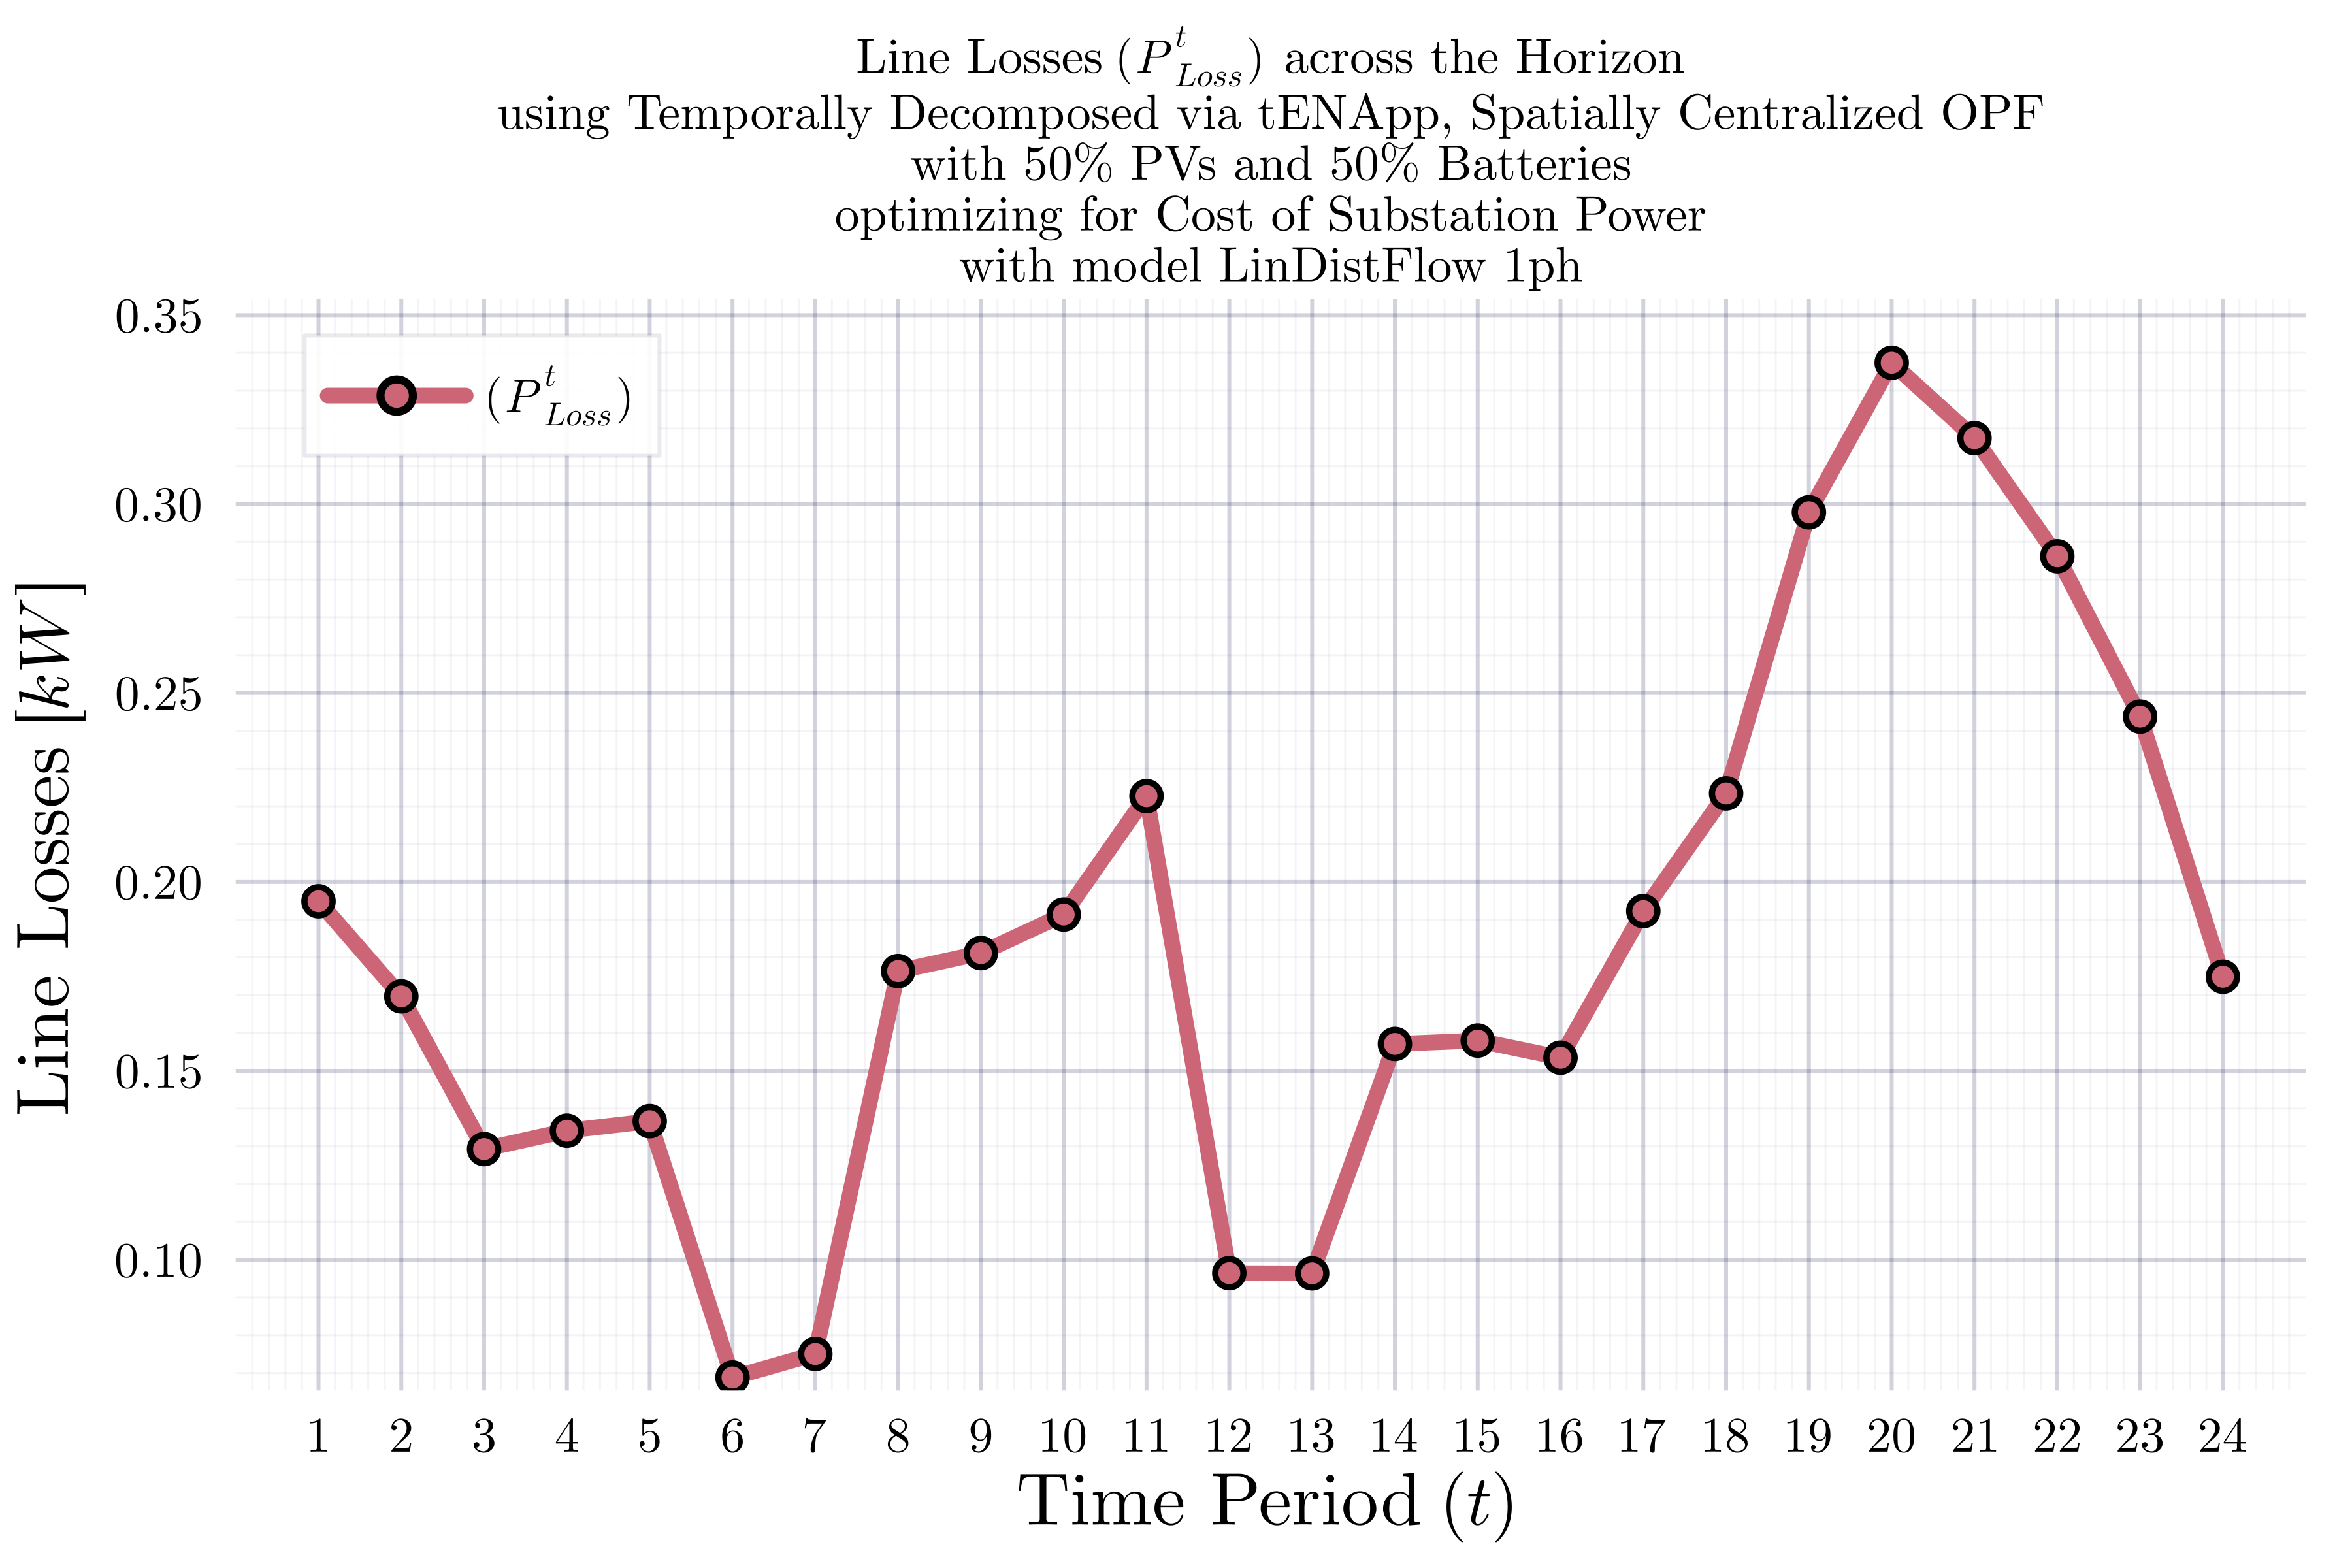 Line Losses (P^t_Loss) across the Horizon
using Temporally Decomposed via tENApp, Spatially Centralized OPF
with 50% PVs and 50% Batteries
optimizing for Cost of Substation Power
with model LinDistFlow 1ph
(P^t_Loss)
Line Losses [kW]
0.35
0.30
0.25
0.20
0.15
0.10
1 2 3 4 5 6 7 8 9 10 11 12 13 14 15 16 17 18 19 20 21 22 23 24
Time Period (t)